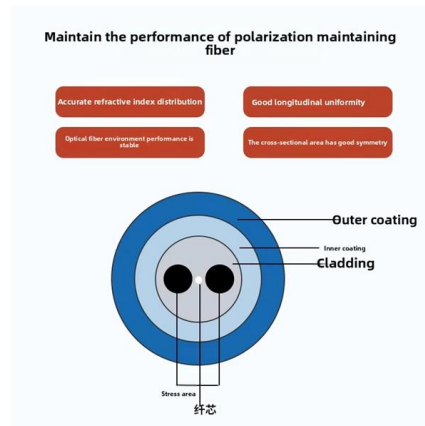 Maintain the performance of polarization maintaining
fiber
Accurate refractive index distribution
Good longitudinal uniformity
Optical fiber environment performance is
stable
The cross-sectional area has good symmetry
Outer coating
Inner coating
Cladding
Stress area
纤芯